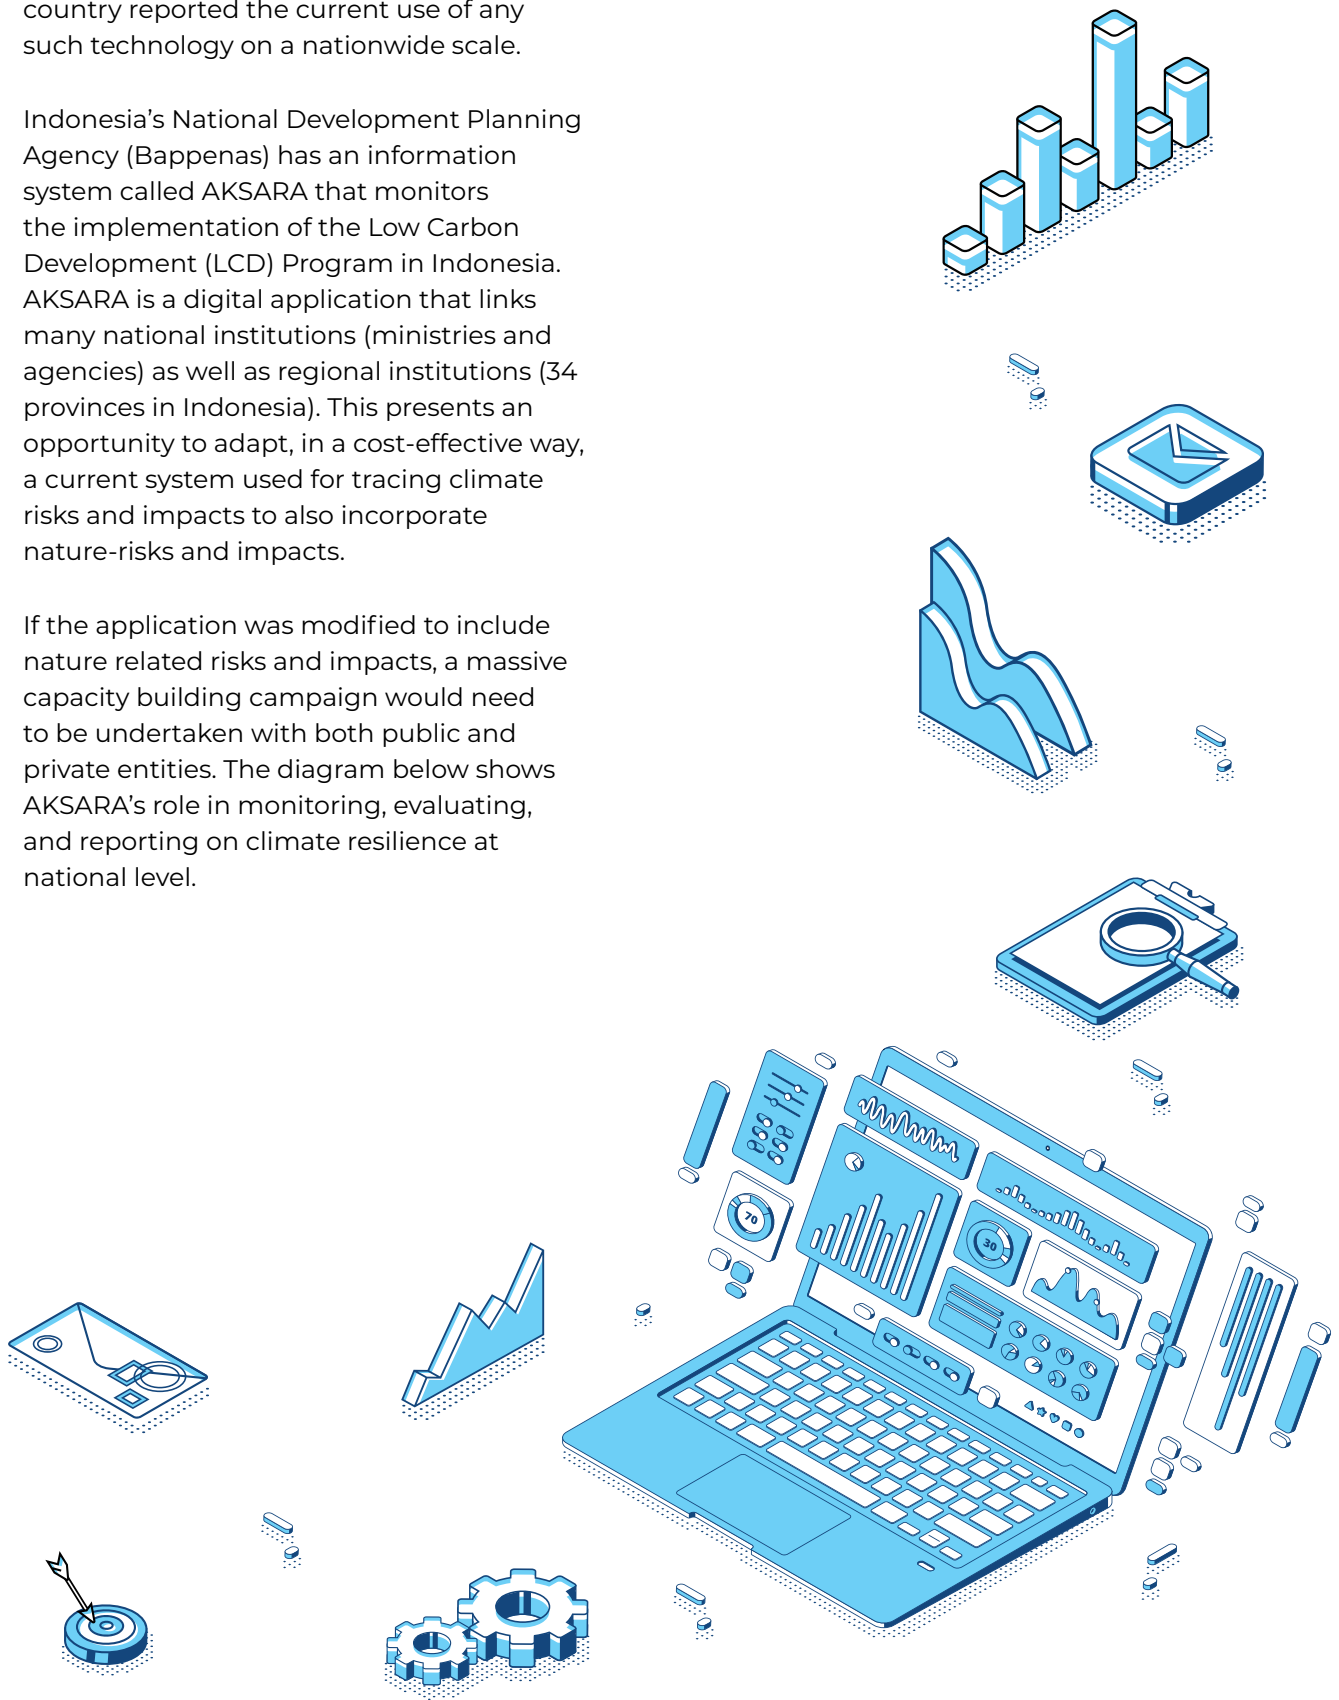 country reported the current use of any
such technology on a nationwide scale.
Indonesia’s National Development Planning
Agency (Bappenas) has an information
system called AKSARA that monitors
the implementation of the Low Carbon
Development (LCD) Program in Indonesia.
AKSARA is a digital application that links
many national institutions (ministries and
agencies) as well as regional institutions (34
provinces in Indonesia). This presents an
opportunity to adapt, in a cost-effective way,
a current system used for tracing climate
risks and impacts to also incorporate
nature-risks and impacts.
If the application was modified to include
nature related risks and impacts, a massive
capacity building campaign would need
to be undertaken with both public and
private entities. The diagram below shows
AKSARA’s role in monitoring, evaluating,
and reporting on climate resilience at
national level.
70
30